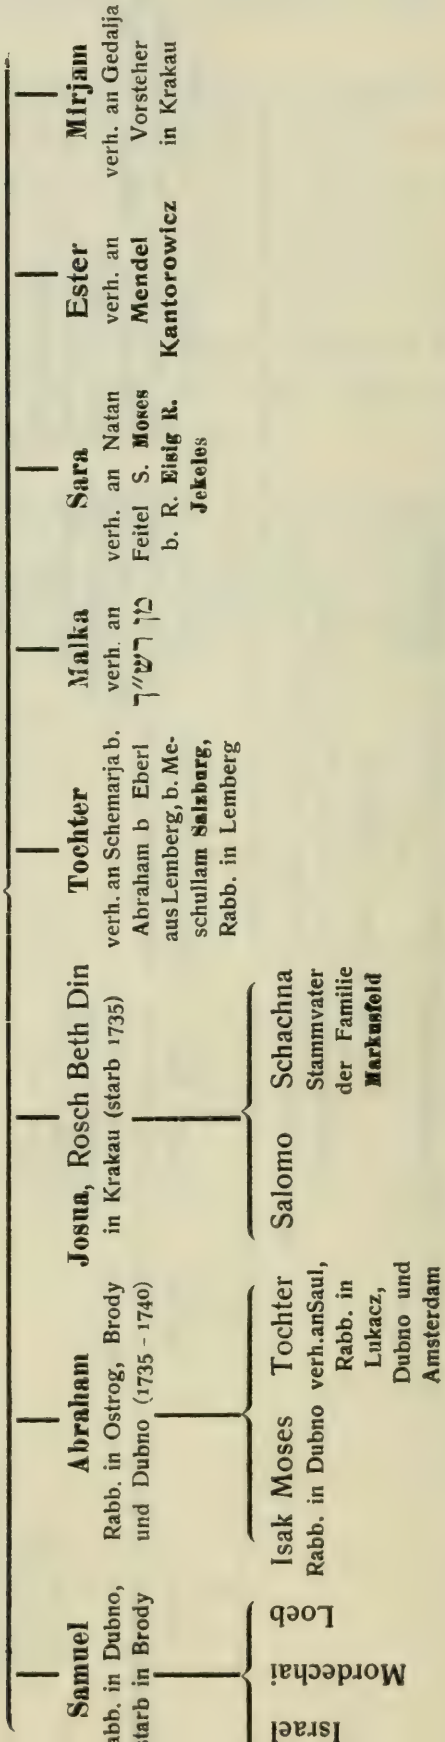 Samuel
Rabb. in Dubno,
starb in Brody
Israel
Mordechai
Loeb
Abraham
Rabb. in Ostrog, Brody
und Dubno (1735 - 1740)
Isak Moses
Rabb. in Dubno
Tochter
verh.anSaul,
Rabb. in
Lukacz,
Dubno und
Amsterdam
Josua, Rosch Beth Din
in Krakau (starb 1735)
Salomo
Schachna
Stammvater
der Familie
Markusfeld
Tochter
verh. an Schemarja b.
Abraham b Eberl
aus Lemberg, b. Me-
schullam Salzburg,
Rabb. in Lemberg
Malka
verh. an
מן רש״ך
Sara
verh. an Natan
Feitel S. Moses
b. R. Eisig R.
Jekeles
Ester
verh. an
Mendel
Kantorowicz
Mirjam
verh. an Gedalja
Vorsteher
in Krakau